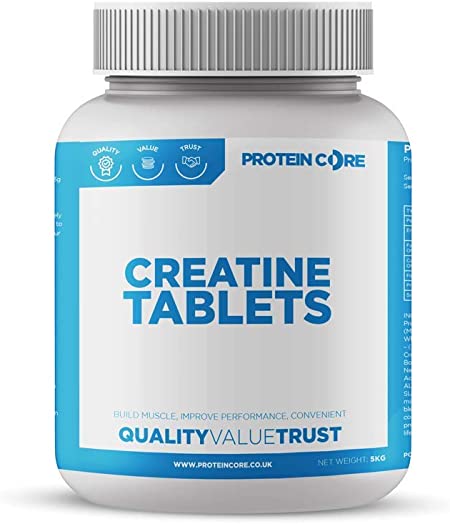 QUALITY
VALUE
TRUST
PROTEIN CORE
CREATINE
TABLETS
BUILD MUSCLE, IMPROVE PERFORMANCE, CONVENIENT
QUALITYVALUETRUST
WWW.PROTEINCORE.CO.UK
NET WEIGHT: 5KG